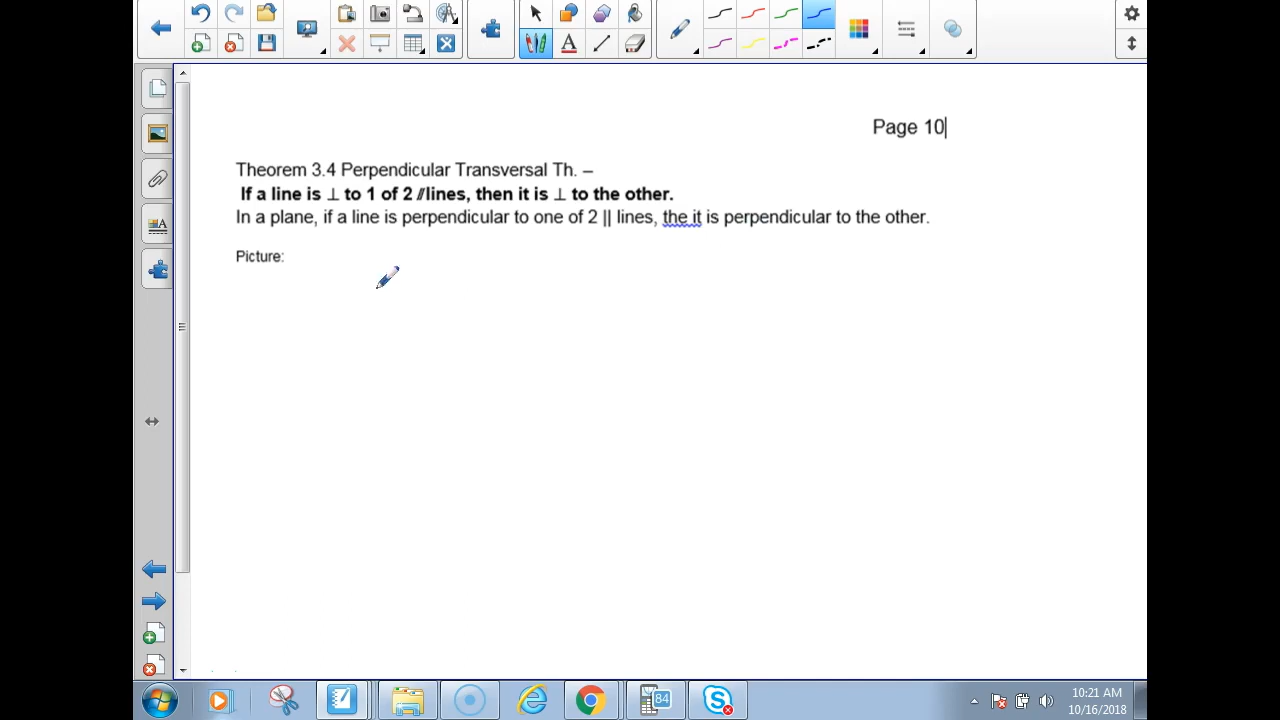 Page 10
Theorem 3.4 Perpendicular Transversal Th. –
If a line is ⊥ to 1 of 2 //lines, then it is ⊥ to the other.
In a plane, if a line is perpendicular to one of 2 || lines, the it is perpendicular to the other.
Picture:
84
10:21 AM
10/16/2018